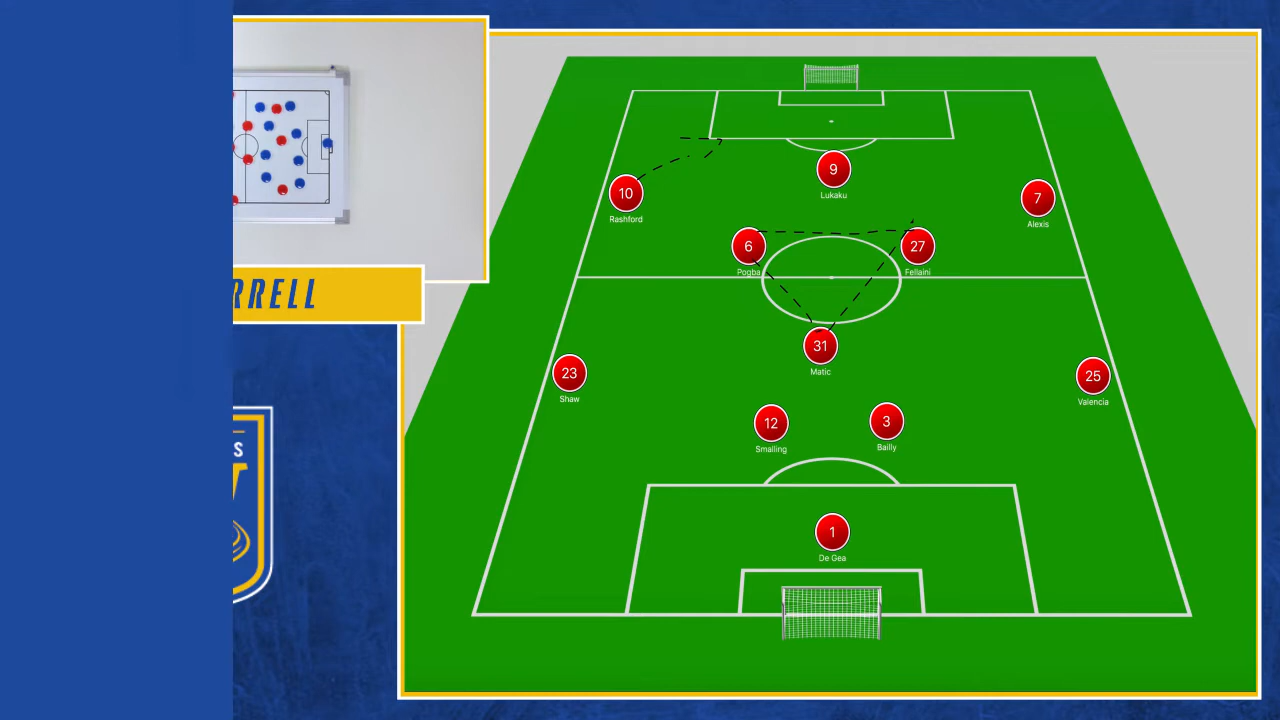 9
Lukaku
10
Rashford
7
Alexis
6
Pogba
27
Fellaini
RRELL
31
Matic
23
Shaw
25
Valencia
12
Smalling
3
Bailly
S
1
De Gea